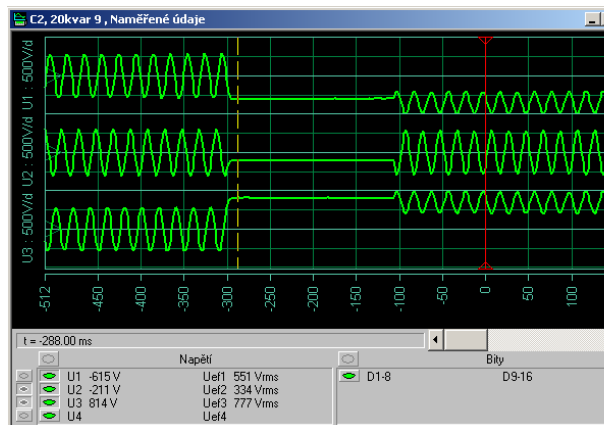 C2, 20kvar 9 , Naměřené údaje
U1 : 500V/d
U2 : 500V/d
U3 : 500V/d
-512 -450 -400 -350 -300 -250 -200 -150 -100 -50 0 50 100
t = -288.00 ms
Napětí Bity
U1 -615 V Uef1 551 Vrms D1-8 D9-16
U2 -211 V Uef2 334 Vrms
U3 814 V Uef3 777 Vrms
U4 Uef4